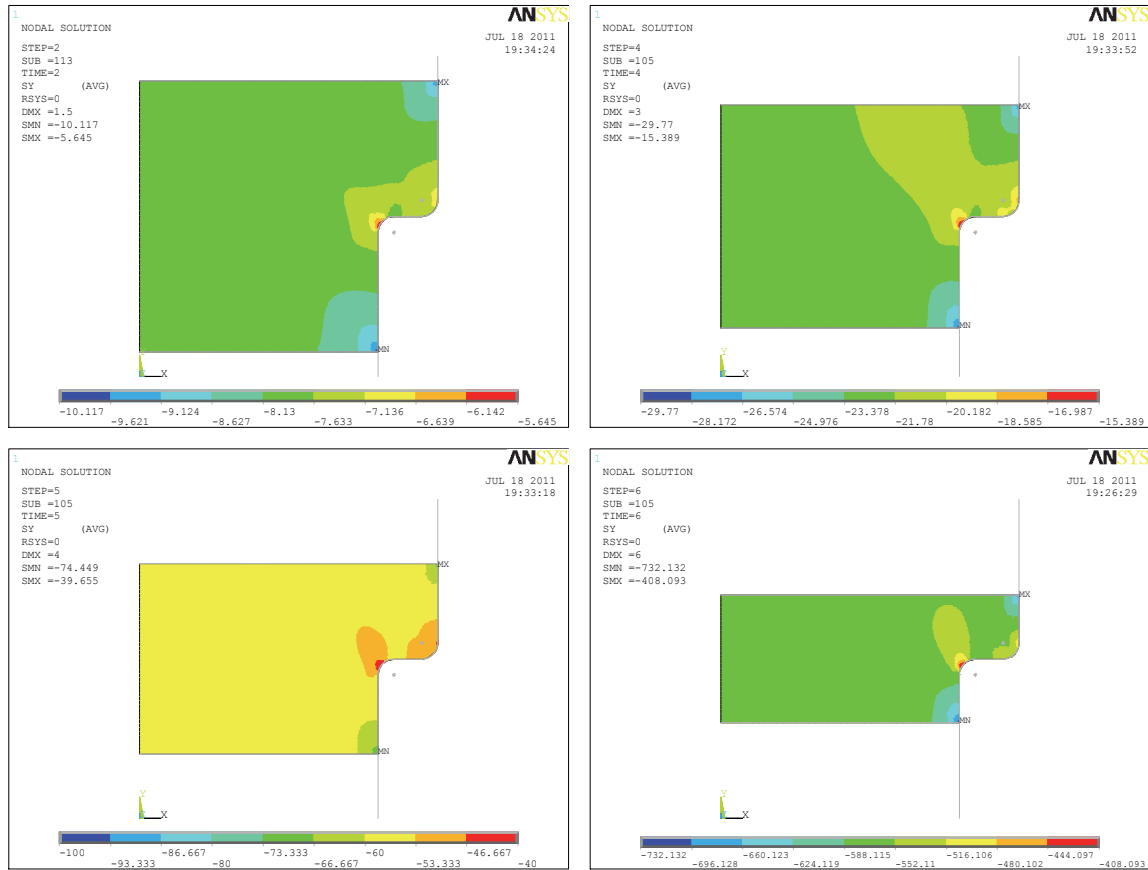 1
ANSYS
NODAL SOLUTION
JUL 18 2011
19:34:24
STEP=2
SUB =113
TIME=2
SY (AVG)
RSYS=0
DMX =1.5
SMN =-10.117
SMX =-5.645
MX
MN
Y
X
-10.117 -9.124 -8.13 -7.136 -6.142
-9.621 -8.627 -7.633 -6.639 -5.645
1
ANSYS
NODAL SOLUTION
JUL 18 2011
19:33:52
STEP=4
SUB =105
TIME=4
SY (AVG)
RSYS=0
DMX =3
SMN =-29.77
SMX =-15.389
MX
MN
Y
X
-29.77 -26.574 -23.378 -20.182 -16.987
-28.172 -24.976 -21.78 -18.585 -15.389
1
ANSYS
NODAL SOLUTION
JUL 18 2011
19:33:18
STEP=5
SUB =105
TIME=5
SY (AVG)
RSYS=0
DMX =4
SMN =-74.449
SMX =-39.655
MX
MN
Y
X
-100 -86.667 -73.333 -60 -46.667
-93.333 -80 -66.667 -53.333 -40
1
ANSYS
NODAL SOLUTION
JUL 18 2011
19:26:29
STEP=6
SUB =105
TIME=6
SY (AVG)
RSYS=0
DMX =6
SMN =-732.132
SMX =-408.093
MX
MN
Y
X
-732.132 -660.123 -588.115 -516.106 -444.097
-696.128 -624.119 -552.11 -480.102 -408.093